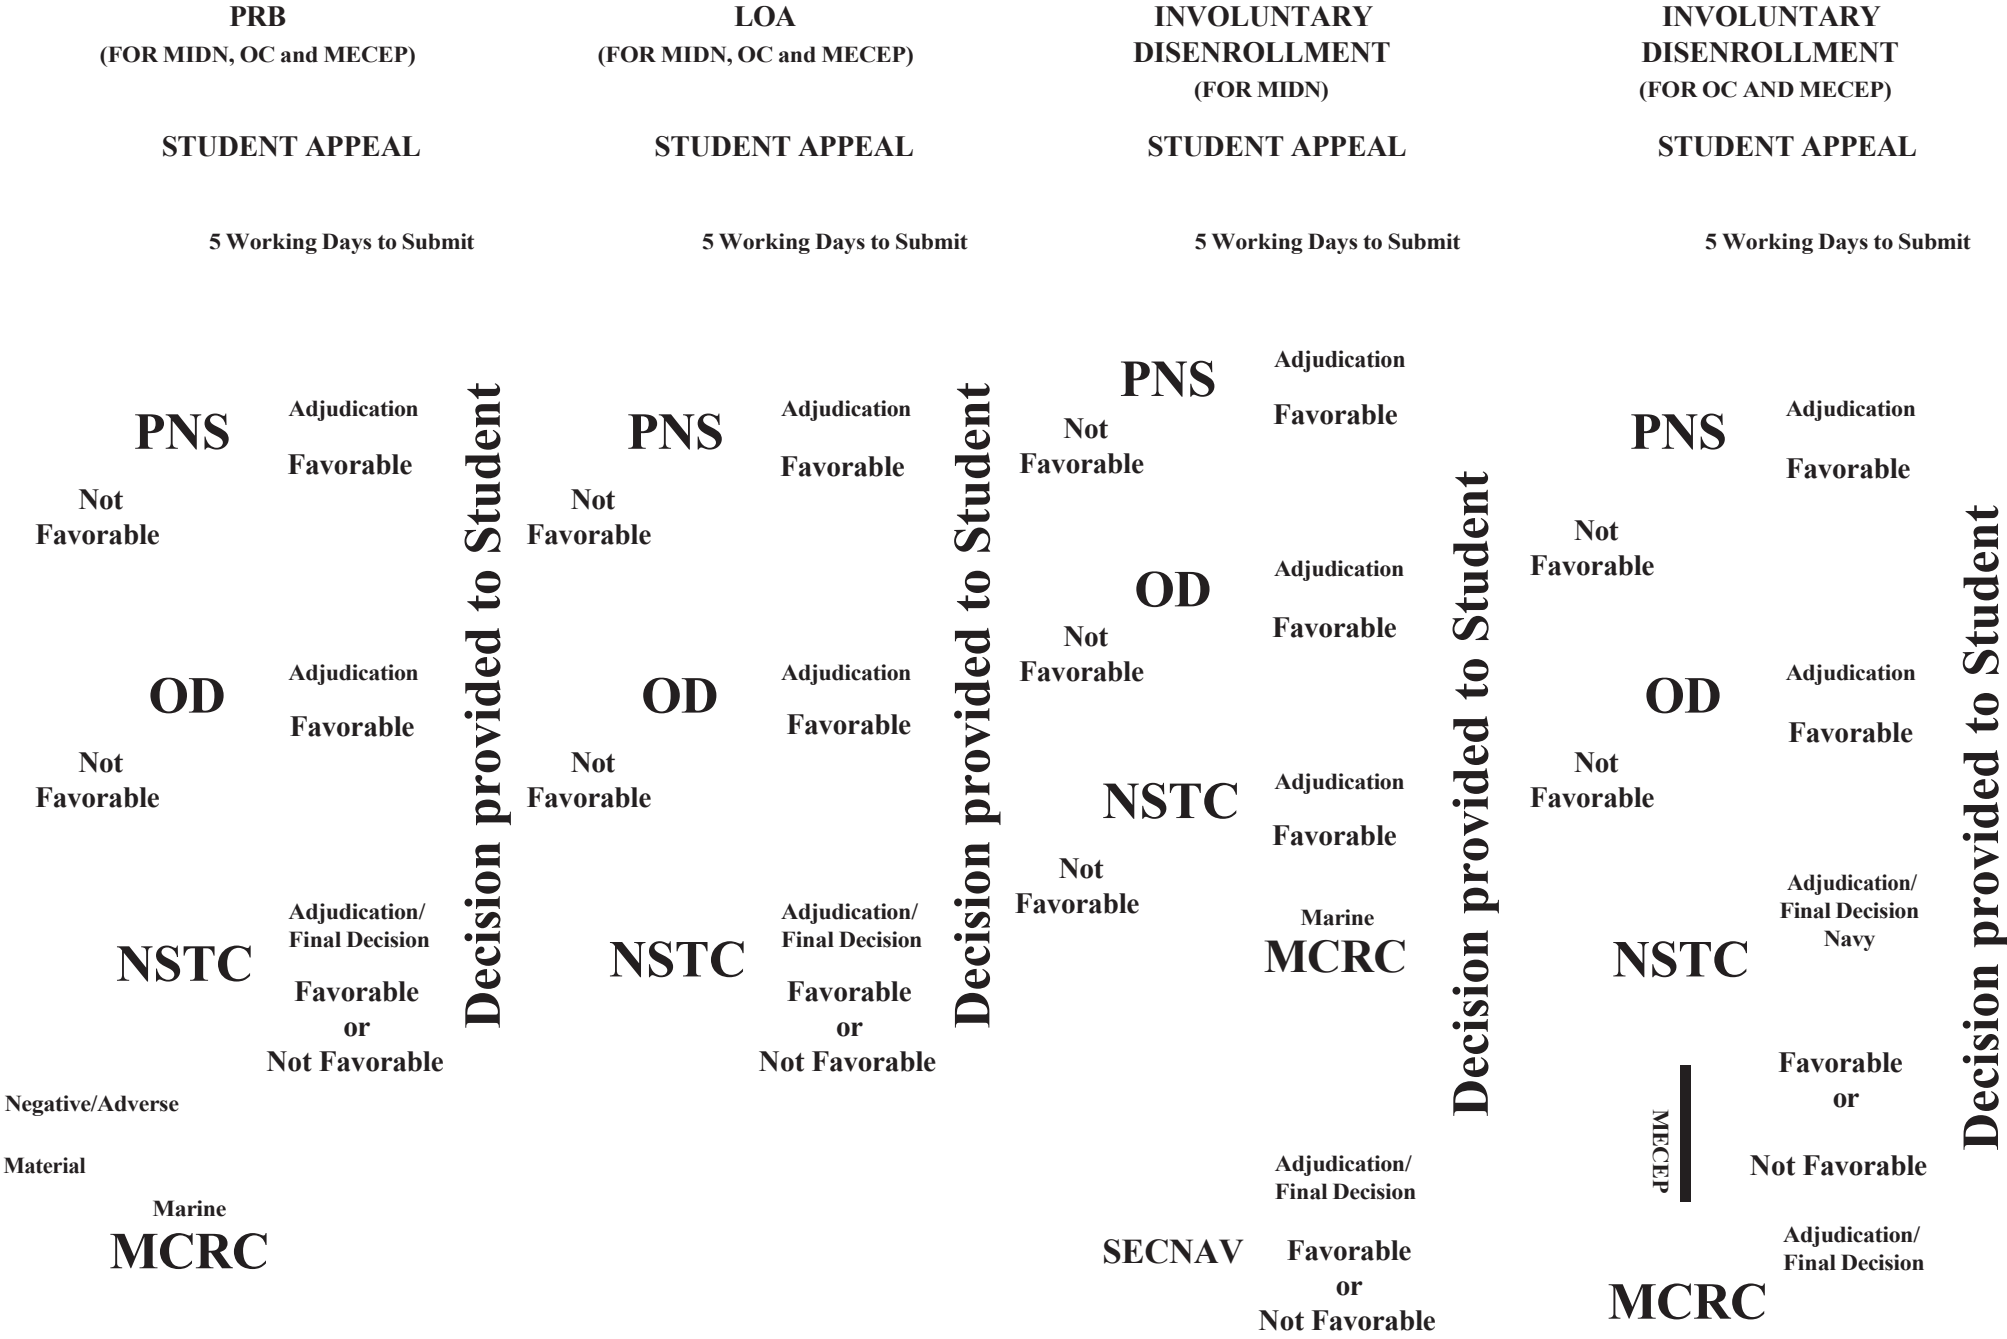 PRB
(FOR MIDN, OC and MECEP)
STUDENT APPEAL
5 Working Days to Submit
PNS
Adjudication
Favorable
Not
Favorable
OD
Adjudication
Favorable
Not
Favorable
NSTC
Adjudication/
Final Decision
Favorable
or
Not Favorable
Negative/Adverse
Material
Marine
MCRC
Decision provided to Student
LOA
(FOR MIDN, OC and MECEP)
STUDENT APPEAL
5 Working Days to Submit
PNS
Adjudication
Favorable
Not
Favorable
OD
Adjudication
Favorable
Not
Favorable
NSTC
Adjudication/
Final Decision
Favorable
or
Not Favorable
Decision provided to Student
INVOLUNTARY
DISENROLLMENT
(FOR MIDN)
STUDENT APPEAL
5 Working Days to Submit
PNS
Adjudication
Favorable
Not
Favorable
OD
Adjudication
Favorable
Not
Favorable
NSTC
Adjudication
Favorable
Not
Favorable
Marine
MCRC
Adjudication/
Final Decision
SECNAV
Favorable
or
Not Favorable
Decision provided to Student
INVOLUNTARY
DISENROLLMENT
(FOR OC AND MECEP)
STUDENT APPEAL
5 Working Days to Submit
PNS
Adjudication
Favorable
Not
Favorable
OD
Adjudication
Favorable
Not
Favorable
Adjudication/
Final Decision
Navy
NSTC
Favorable
or
Not Favorable
MECEP
Adjudication/
Final Decision
MCRC
Decision provided to Student